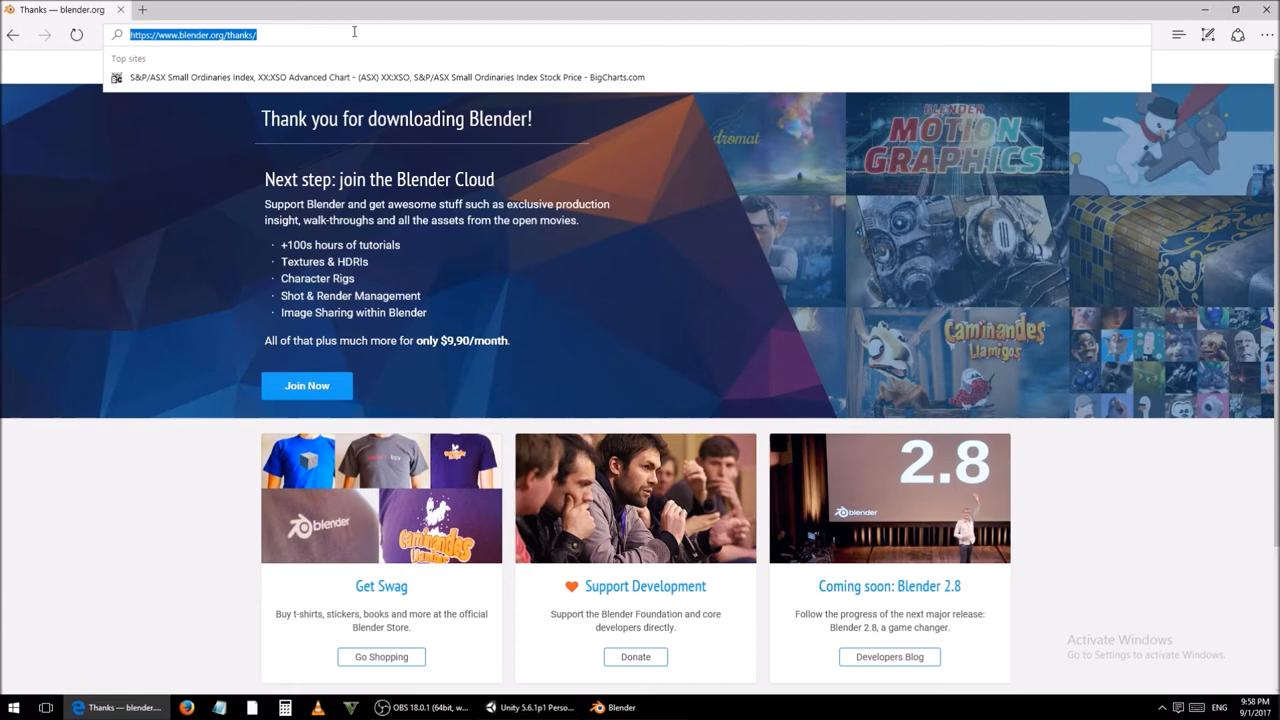 Thanks — blender.org
https://www.blender.org/thanks/
Top sites
S&P/ASX Small Ordinaries Index, XX:XSO Advanced Chart - (ASX) XX:XSO, S&P/ASX Small Ordinaries Index Stock Price - BigCharts.com
Thank you for downloading Blender!
Next step: join the Blender Cloud
Support Blender and get awesome stuff such as exclusive production
insight, walk-throughs and all the assets from the open movies.
· +100s hours of tutorials
· Textures & HDRIs
· Character Rigs
· Shot & Render Management
· Image Sharing within Blender
All of that plus much more for only $9,90/month.
Join Now
BLENDER
MOTION
GRAPHICS
Caminandes
Llamigos
blender
Caminandes
2.8
blender
Get Swag
Buy t-shirts, stickers, books and more at the official
Blender Store.
Go Shopping
Support Development
Support the Blender Foundation and core
developers directly.
Donate
Coming soon: Blender 2.8
Follow the progress of the next major release:
Blender 2.8, a game changer.
Developers Blog
Activate Windows
Go to Settings to activate Windows.
Thanks — blender....
OBS 18.0.1 (64bit, w...
Unity 5.6.1p1 Perso...
Blender
ENG
9:58 PM
9/1/2017